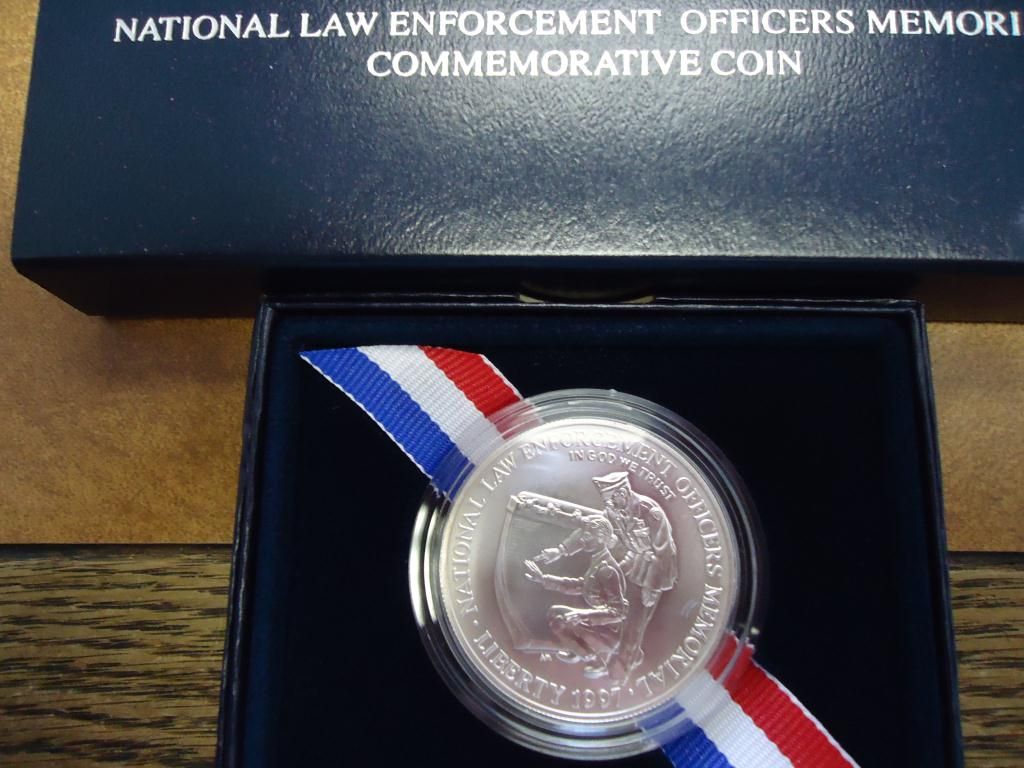 NATIONAL LAW ENFORCEMENT OFFICERS MEMORI
COMMEMORATIVE COIN
NATIONAL LAW ENFORCEMENT OFFICERS MEMORIAL
IN GOD WE TRUST
LIBERTY 1997